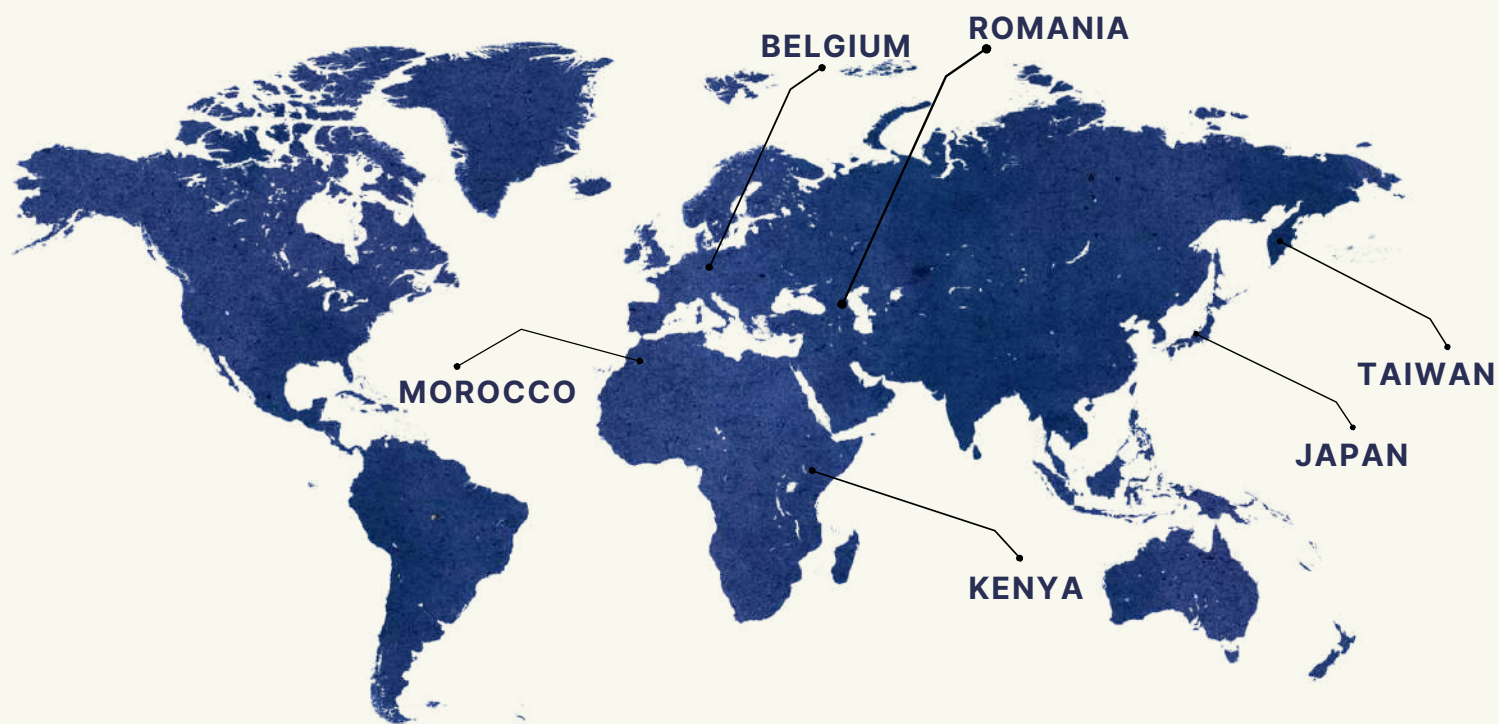 ROMANIA
BELGIUM
TAIWAN
MOROCCO
JAPAN
KENYA